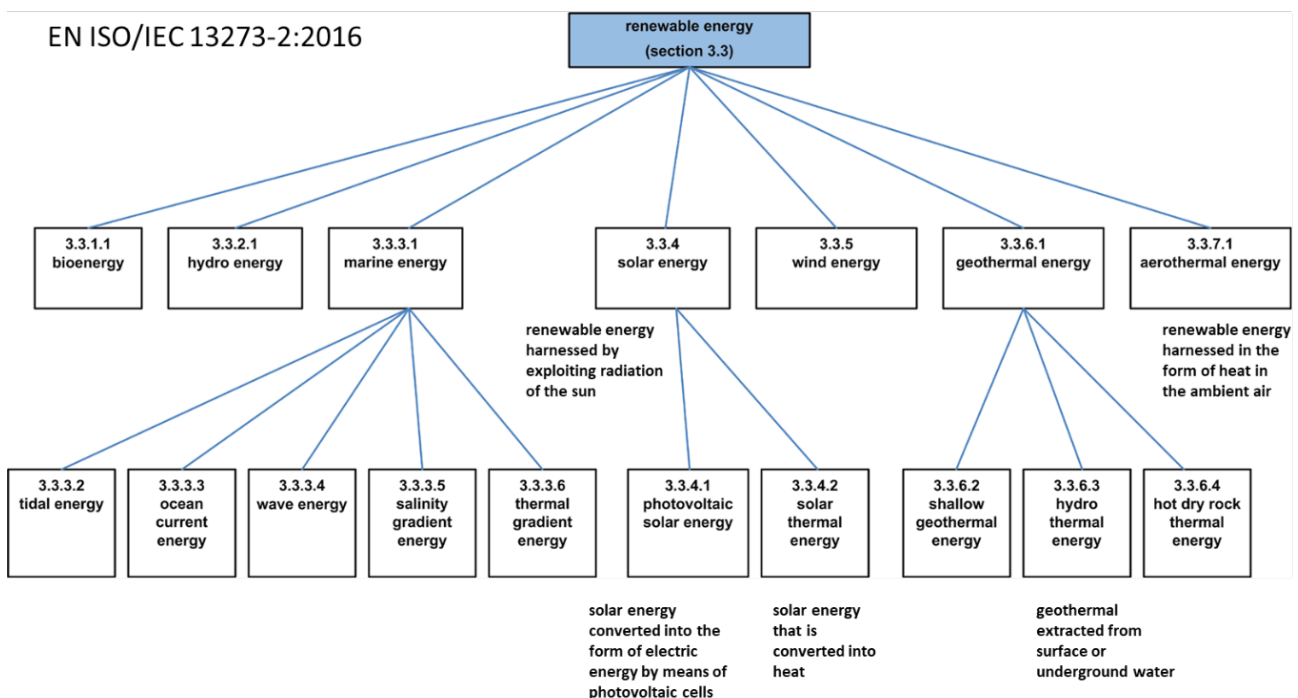 EN ISO/IEC 13273-2:2016
renewable energy
(section 3.3)
3.3.1.1
bioenergy
3.3.2.1
hydro energy
3.3.3.1
marine energy
3.3.4
solar energy
3.3.5
wind energy
3.3.6.1
geothermal energy
3.3.7.1
aerothermal energy
renewable energy
harnessed by
exploiting radiation
of the sun
renewable energy
harnessed in the
form of heat in
the ambient air
3.3.3.2
tidal energy
3.3.3.3
ocean
current
energy
3.3.3.4
wave energy
3.3.3.5
salinity
gradient
energy
3.3.3.6
thermal
gradient
energy
3.3.4.1
photovoltaic
solar energy
3.3.4.2
solar
thermal
energy
3.3.6.2
shallow
geothermal
energy
3.3.6.3
hydro
thermal
energy
3.3.6.4
hot dry rock
thermal
energy
solar energy
converted into the
form of electric
energy by means of
photovoltaic cells
solar energy
that is
converted into
heat
geothermal
extracted from
surface or
underground water